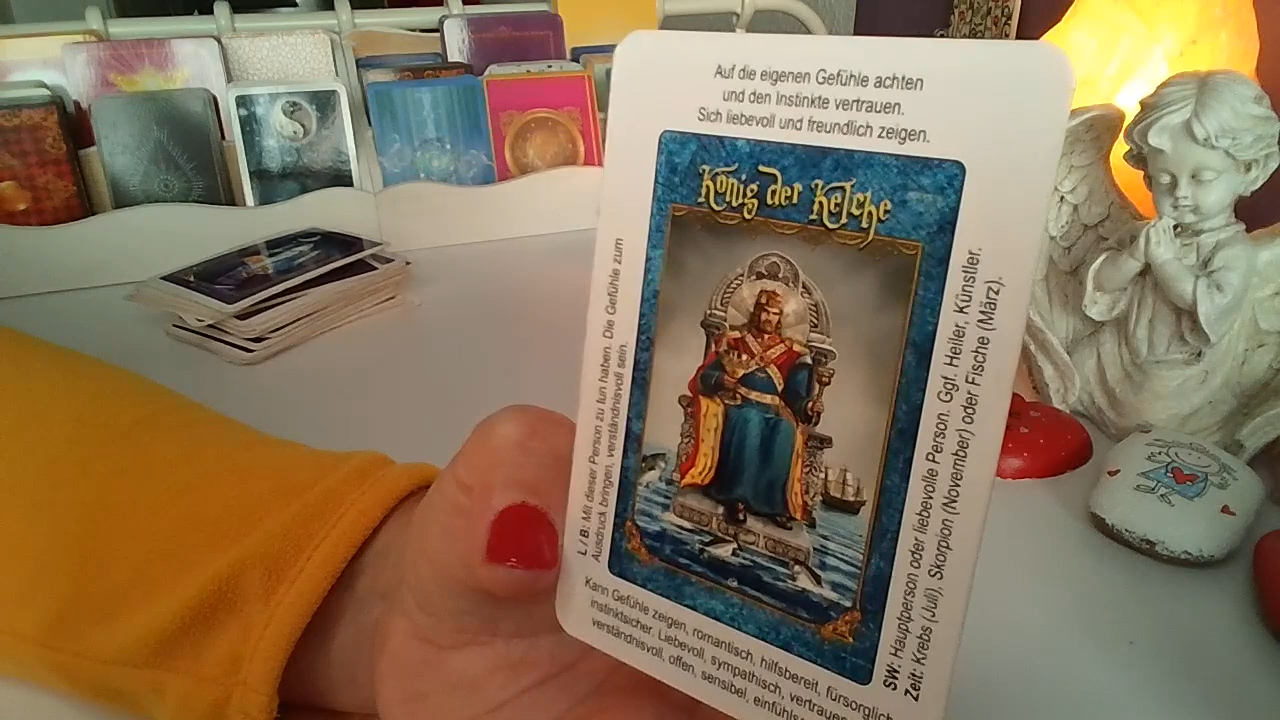 Auf die eigenen Gefühle achten
und den Instinkte vertrauen.
Sich liebevoll und freundlich zeigen.
König der Kelche
L / B: Mit dieser Person zu tun haben. Die Gefühle zum
Ausdruck bringen, verständnisvoll sein.
SW: Hauptperson oder liebevolle Person. Ggf. Heiler, Künstler.
Zeit: Krebs (Juli), Skorpion (November) oder Fische (März).
Kann Gefühle zeigen, romantisch, hilfsbereit, fürsorglich
instinktsicher. Liebevoll, sympathisch,
verständnisvoll, offen, sensibel,